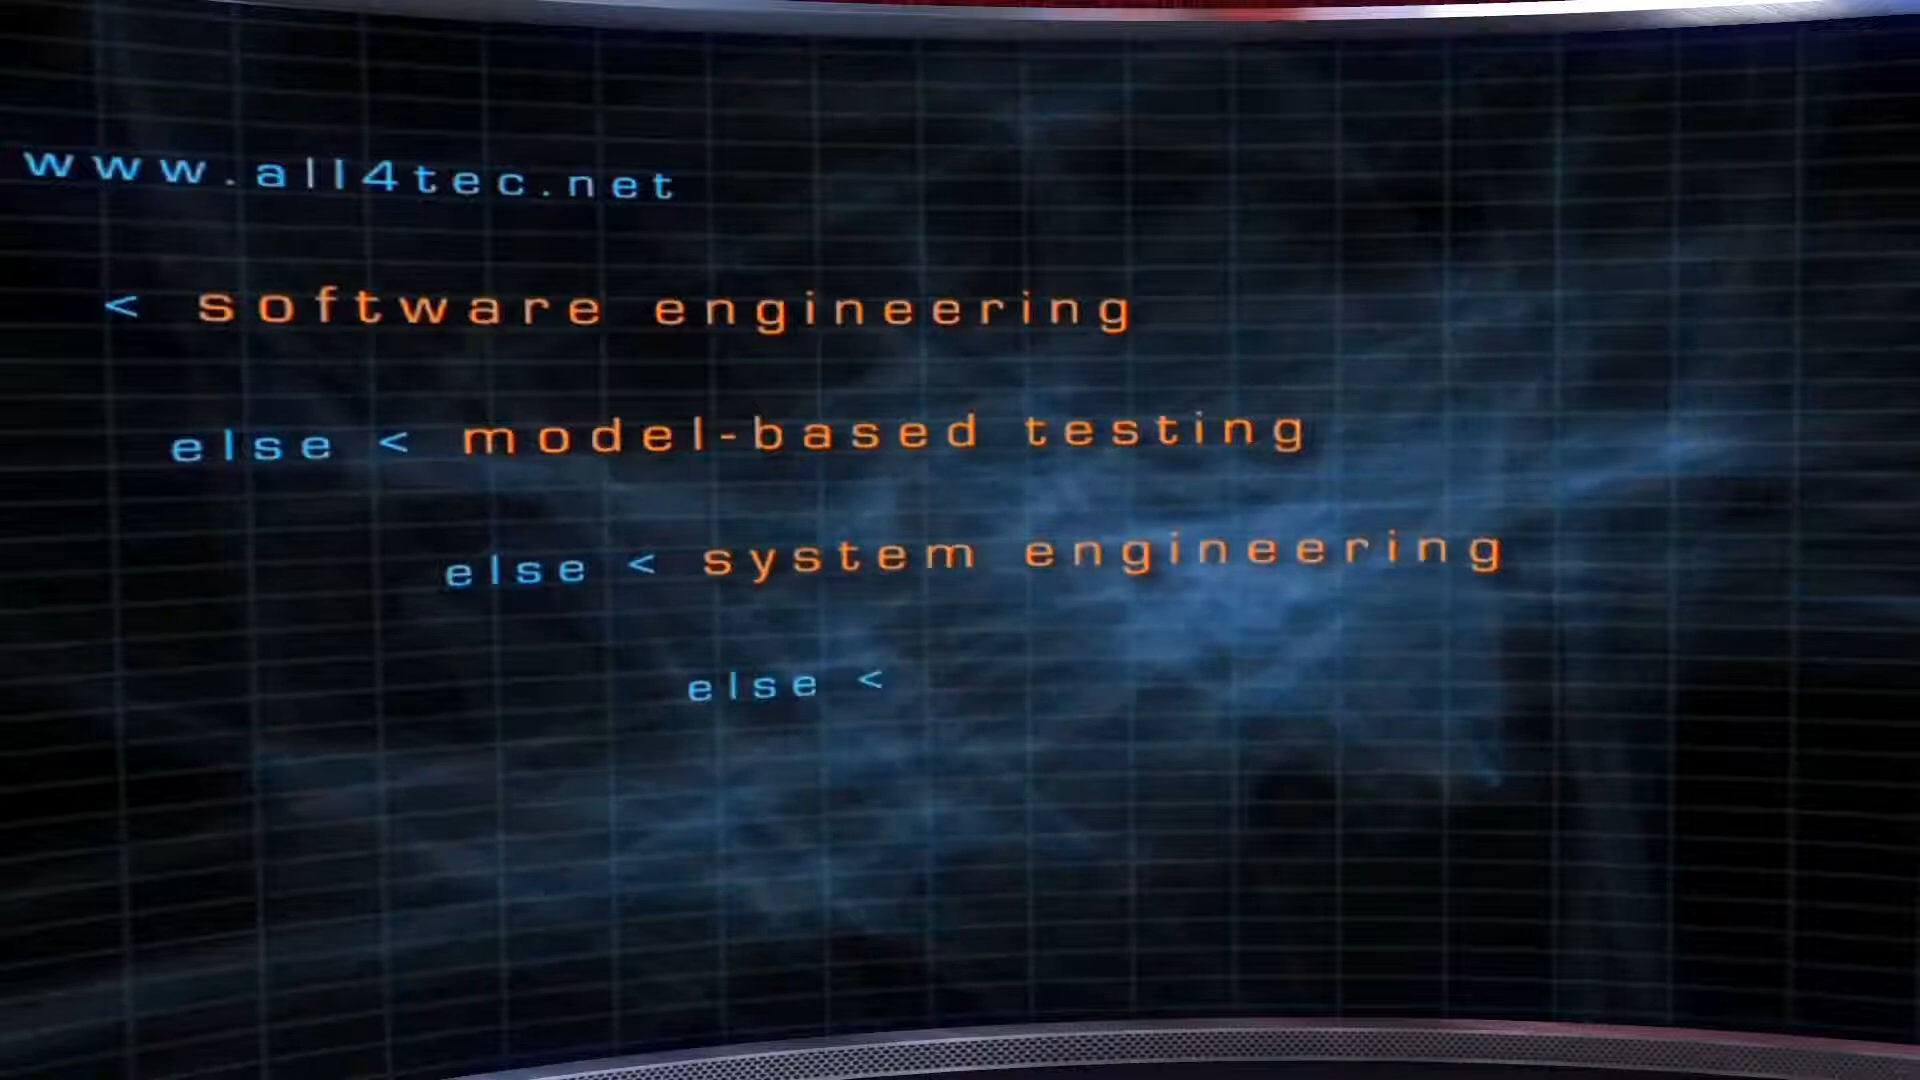 www.all4tec.net
< software engineering
else < model-based testing
else < system engineering
else <